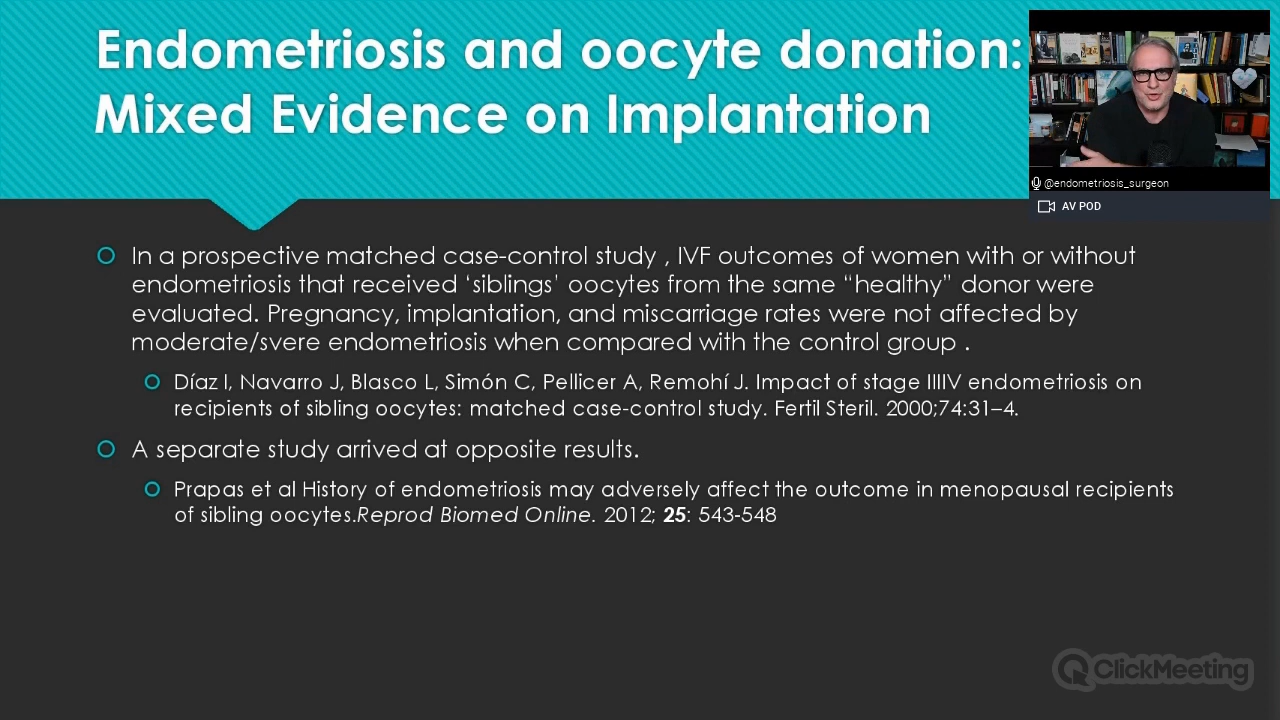 Endometriosis and oocyte donation:
Mixed Evidence on Implantation
@endometriosis_surgeon
AV POD
In a prospective matched case-control study , IVF outcomes of women with or without
endometriosis that received ‘siblings’ oocytes from the same “healthy” donor were
evaluated. Pregnancy, implantation, and miscarriage rates were not affected by
moderate/svere endometriosis when compared with the control group .
Díaz I, Navarro J, Blasco L, Simón C, Pellicer A, Remohí J. Impact of stage IIIIV endometriosis on
recipients of sibling oocytes: matched case-control study. Fertil Steril. 2000;74:31–4.
A separate study arrived at opposite results.
Prapas et al History of endometriosis may adversely affect the outcome in menopausal recipients
of sibling oocytes.Reprod Biomed Online. 2012; 25: 543-548
ClickMeeting